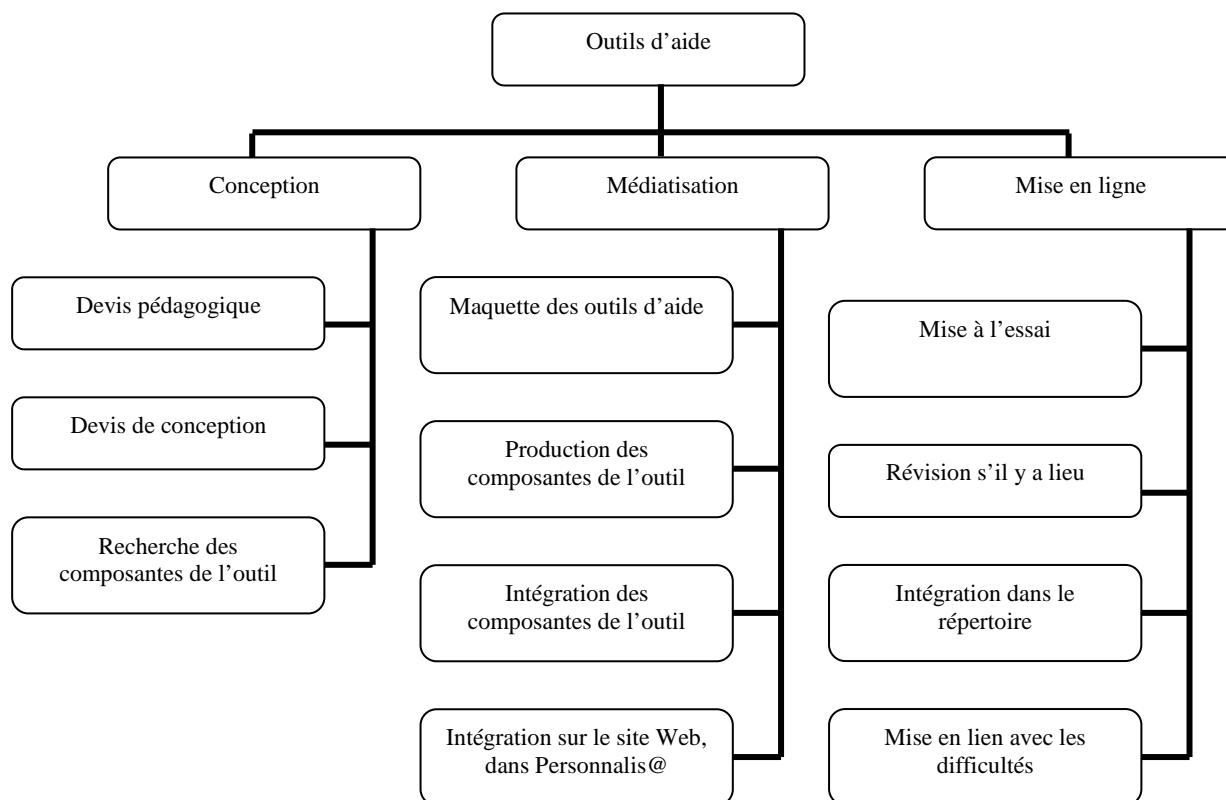 Outils d’aide
Conception
Médiatisation
Mise en ligne
Devis pédagogique
Devis de conception
Recherche des
composantes de l’outil
Maquette des outils d’aide
Production des
composantes de l’outil
Intégration des
composantes de l’outil
Intégration sur le site Web,
dans Personnalis@
Mise à l’essai
Révision s’il y a lieu
Intégration dans le
répertoire
Mise en lien avec les
difficultés